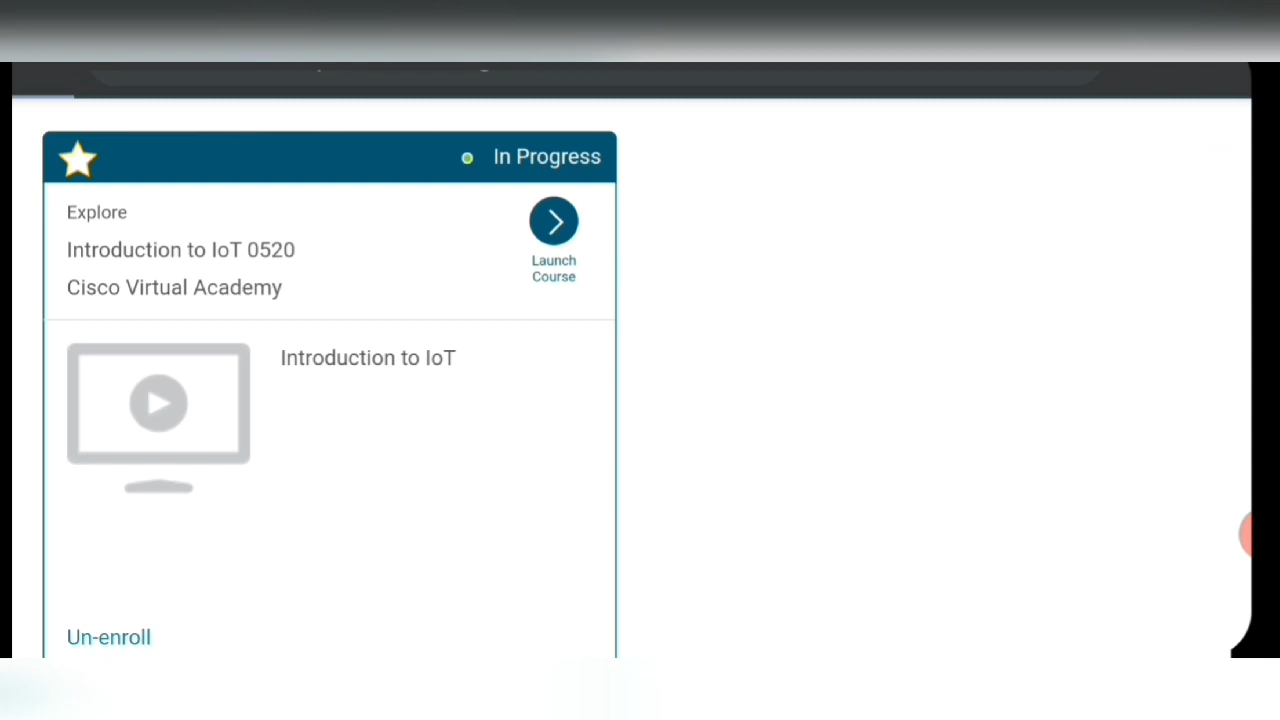 In Progress
Explore
Introduction to IoT 0520
Cisco Virtual Academy
Launch
Course
Introduction to IoT
Un-enroll